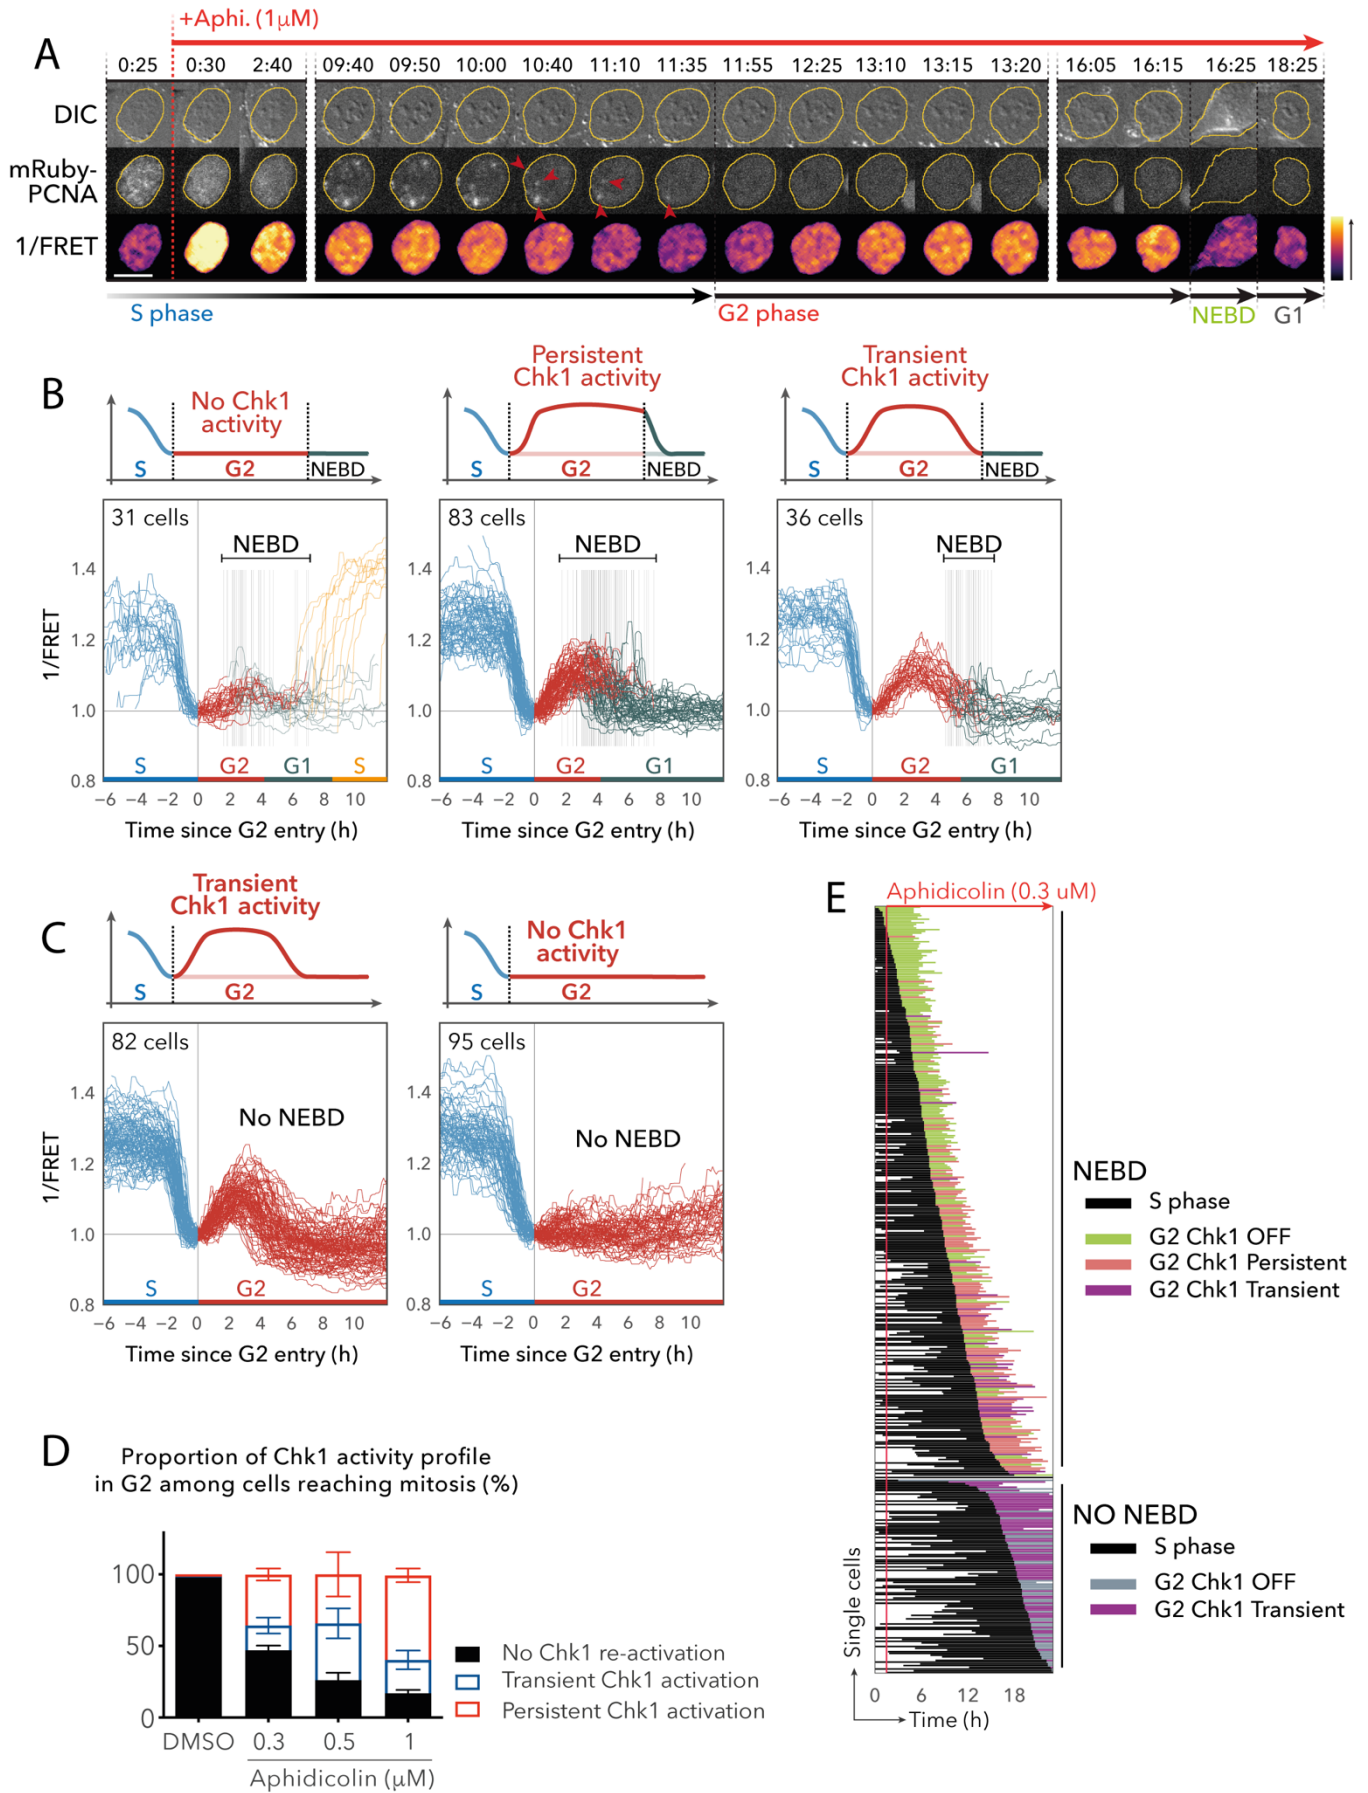 A
+Aphi. (1μM)
0:25 0:30 2:40 09:40 09:50 10:00 10:40 11:10 11:35 11:55 12:25 13:10 13:15 13:20 16:05 16:15 16:25 18:25
DIC
mRuby-
PCNA
1/FRET
S phase G2 phase NEBD G1
B
No Chk1
activity
S G2 NEBD
Persistent
Chk1 activity
S G2 NEBD
Transient
Chk1 activity
S G2 NEBD
31 cells
NEBD
1/FRET
1.4
1.2
1.0
0.8
S G2 G1 S
−6 −4 −2 0 2 4 6 8 10
Time since G2 entry (h)
83 cells
NEBD
1.4
1.2
1.0
0.8
S G2 G1
−6 −4 −2 0 2 4 6 8 10
Time since G2 entry (h)
36 cells
NEBD
1.4
1.2
1.0
0.8
S G2 G1
−6 −4 −2 0 2 4 6 8 10
Time since G2 entry (h)
C
Transient
Chk1 activity
S G2
No Chk1
activity
S G2
82 cells
No NEBD
1/FRET
1.4
1.2
1.0
0.8
S G2
−6 −4 −2 0 2 4 6 8 10
Time since G2 entry (h)
95 cells
No NEBD
1.4
1.2
1.0
0.8
S G2
−6 −4 −2 0 2 4 6 8 10
Time since G2 entry (h)
D
Proportion of Chk1 activity profile
in G2 among cells reaching mitosis (%)
100
50
0
DMSO 0.3 0.5 1
Aphidicolin (μM)
No Chk1 re-activation
Transient Chk1 activation
Persistent Chk1 activation
E
Aphidicolin (0.3 uM)
NEBD
S phase
G2 Chk1 OFF
G2 Chk1 Persistent
G2 Chk1 Transient
NO NEBD
S phase
G2 Chk1 OFF
G2 Chk1 Transient
Single cells
0 6 12 18
Time (h)